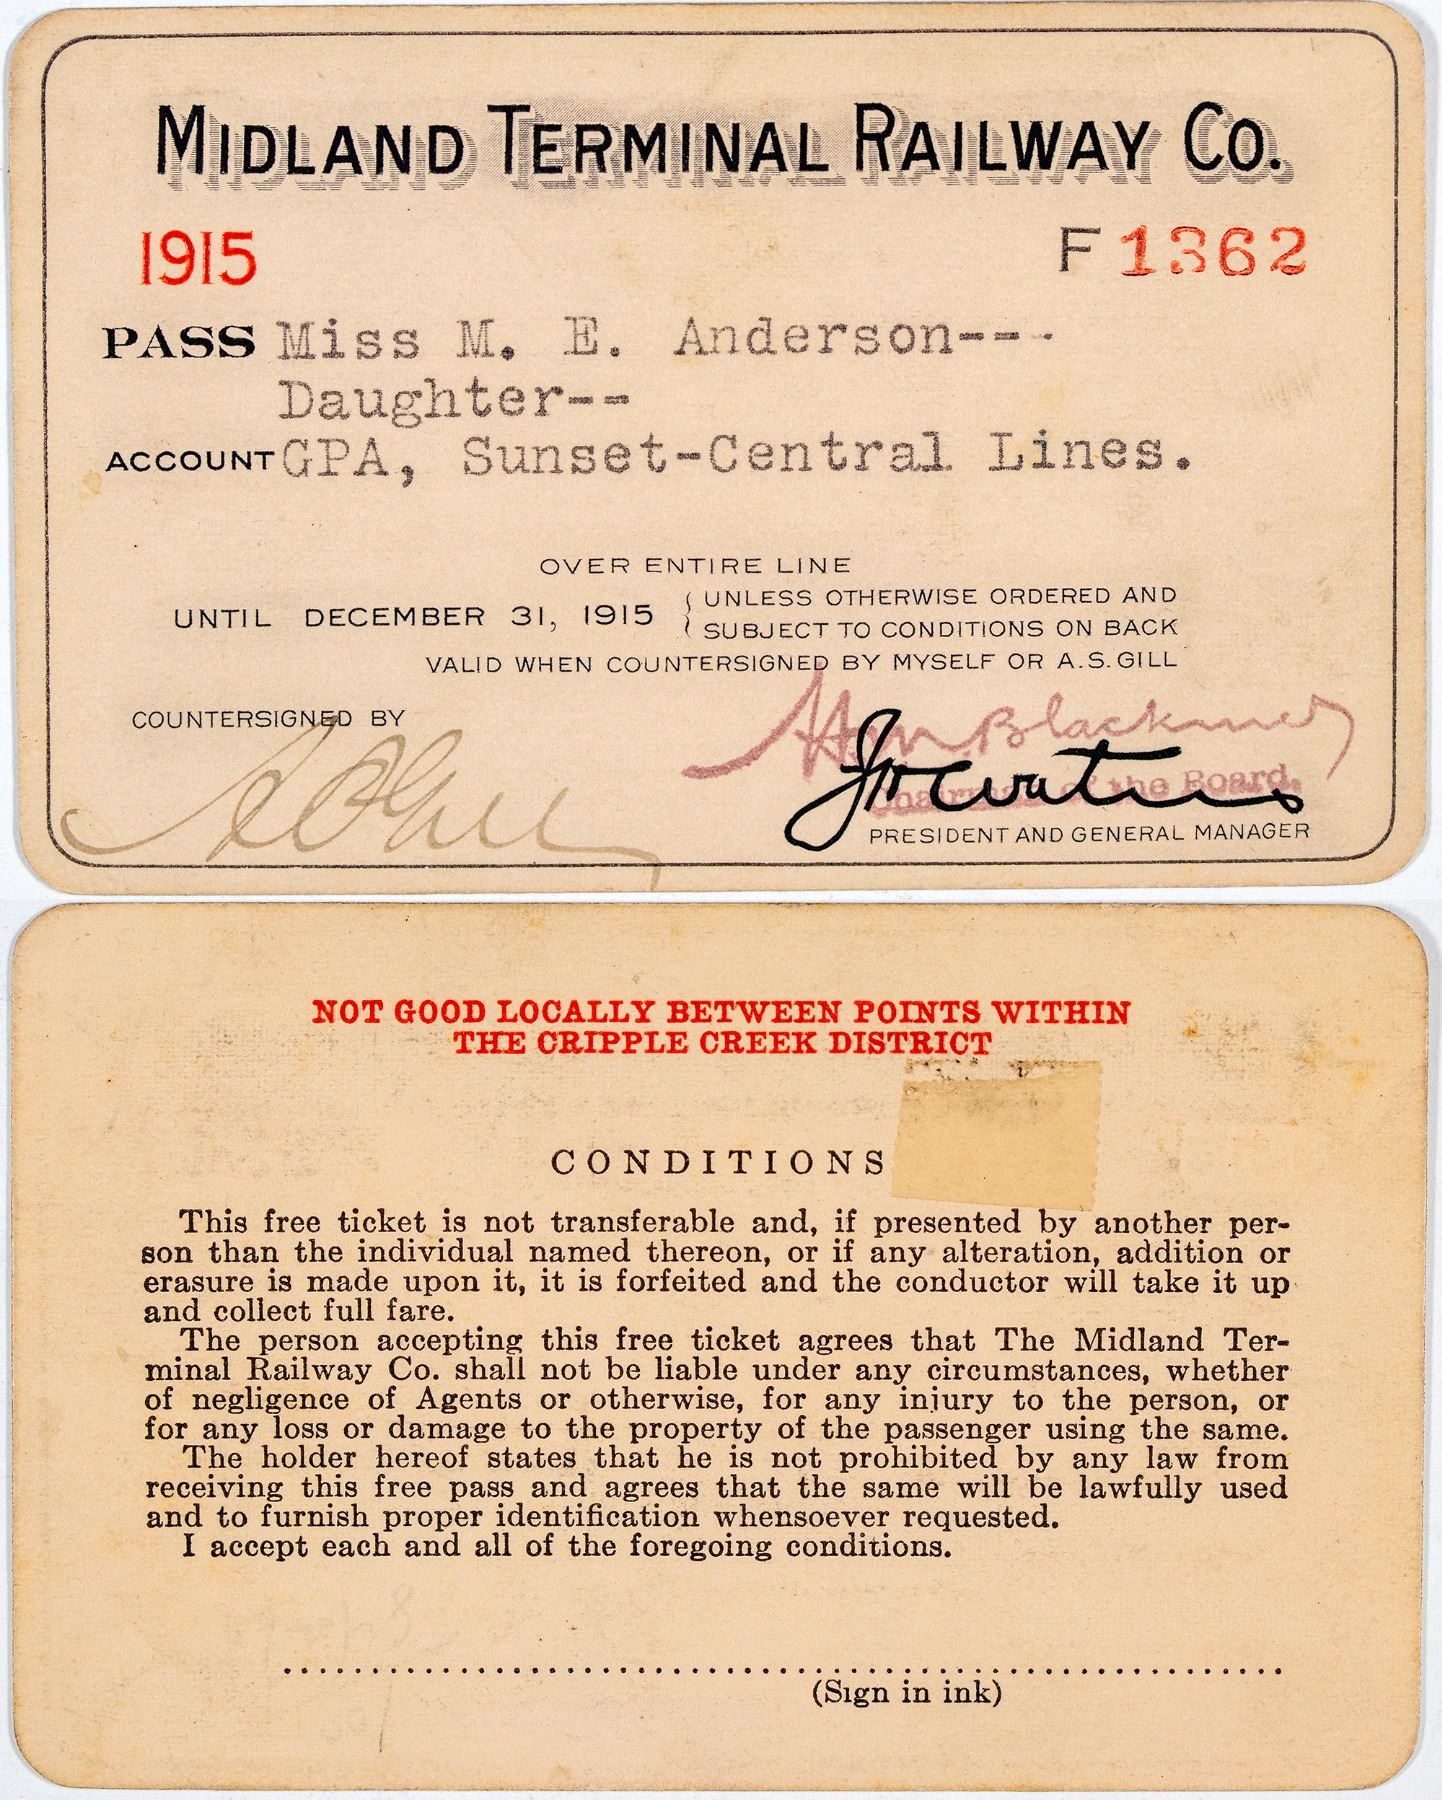 MIDLAND TERMINAL RAILWAY CO.
1915 F 1362
PASS Miss M. E. Anderson---
Daughter--
ACCOUNT GPA, Sunset-Central Lines.
OVER ENTIRE LINE
UNTIL DECEMBER 31, 1915 { UNLESS OTHERWISE ORDERED AND
SUBJECT TO CONDITIONS ON BACK
VALID WHEN COUNTERSIGNED BY MYSELF OR A.S. GILL
COUNTERSIGNED BY
A S Gill
Blackmer
Chairman of the Board.
PRESIDENT AND GENERAL MANAGER
NOT GOOD LOCALLY BETWEEN POINTS WITHIN
THE CRIPPLE CREEK DISTRICT
CONDITIONS
This free ticket is not transferable and, if presented by another per-
son than the individual named thereon, or if any alteration, addition or
erasure is made upon it, it is forfeited and the conductor will take it up
and collect full fare.
The person accepting this free ticket agrees that The Midland Ter-
minal Railway Co. shall not be liable under any circumstances, whether
of negligence of Agents or otherwise, for any injury to the person, or
for any loss or damage to the property of the passenger using the same.
The holder hereof states that he is not prohibited by any law from
receiving this free pass and agrees that the same will be lawfully used
and to furnish proper identification whensoever requested.
I accept each and all of the foregoing conditions.
(Sign in ink)